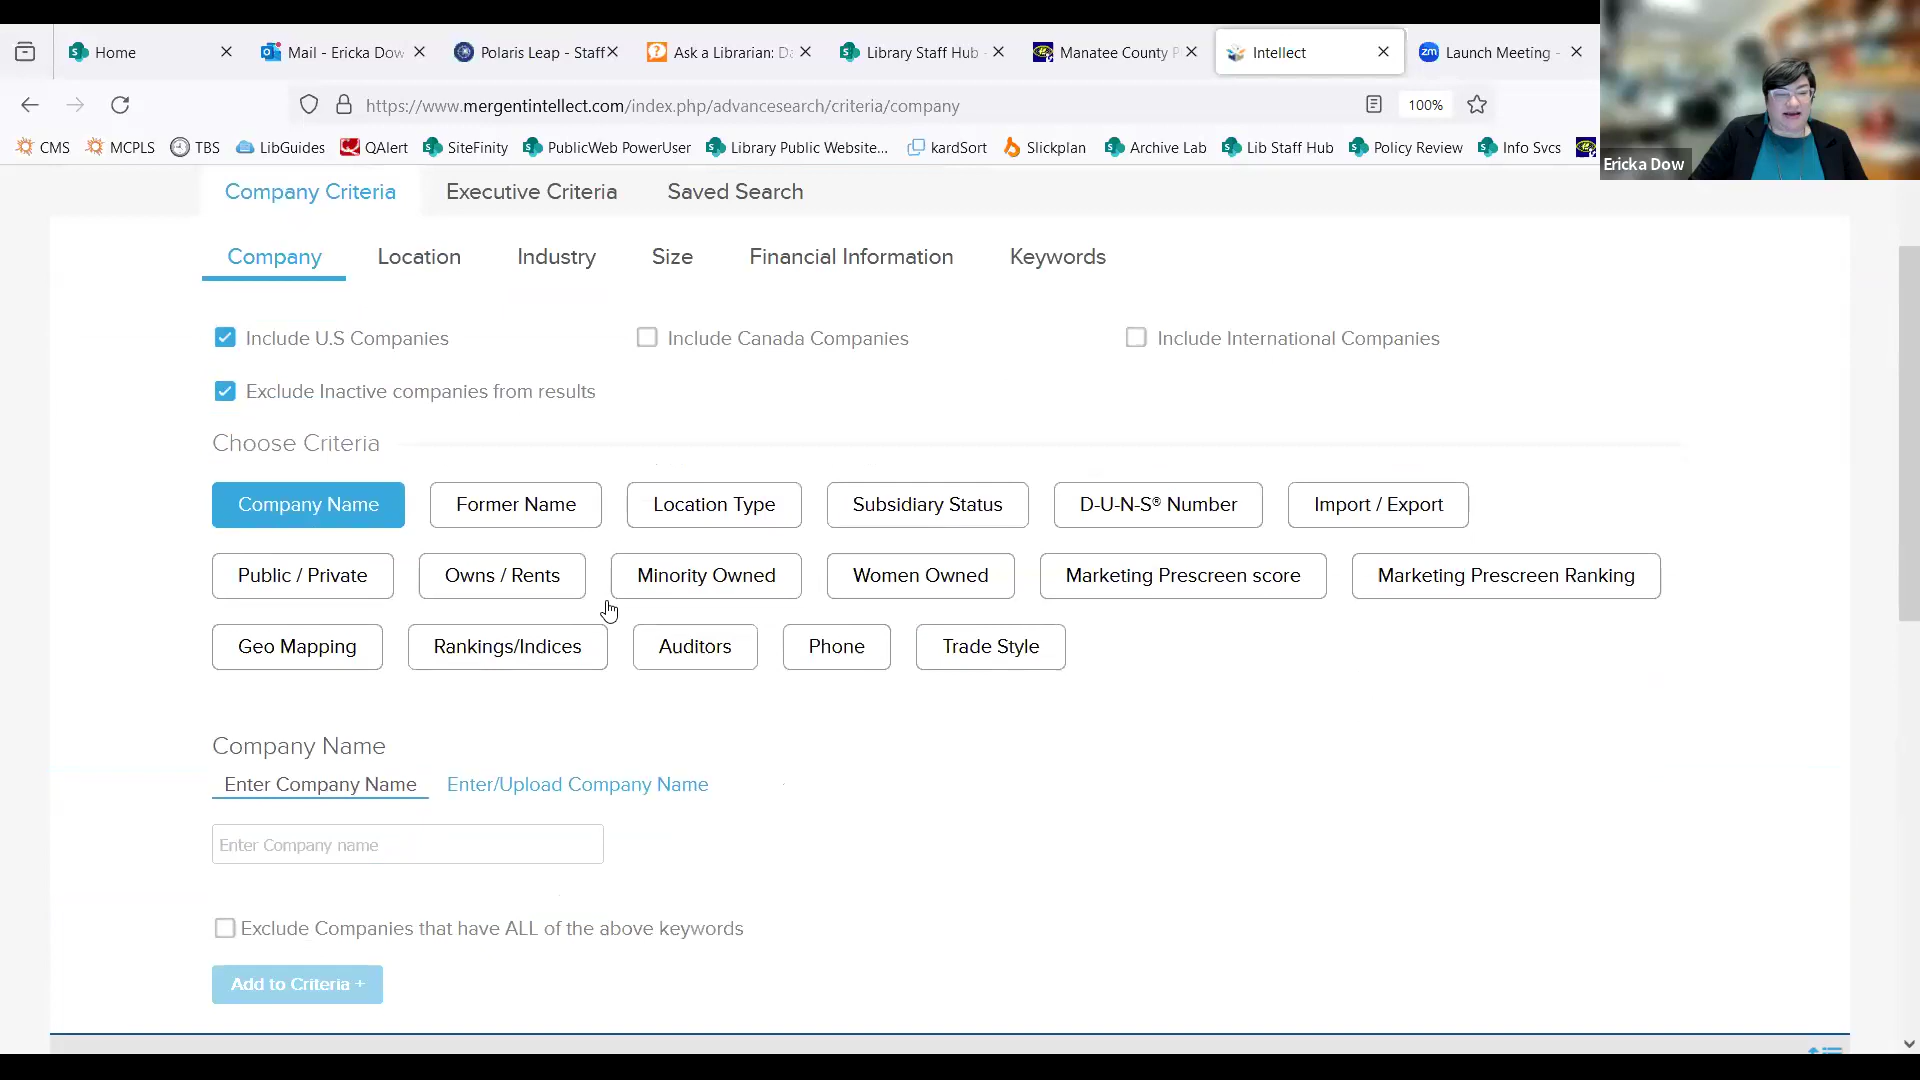 Home
Mail - Ericka Dow
Polaris Leap - Staff
Ask a Librarian: Da
Library Staff Hub -
Manatee County P
Intellect
zm Launch Meeting -
https://www.mergentintellect.com/index.php/advancesearch/criteria/company
100%
CMS
MCPLS
TBS
LibGuides
QAlert
SiteFinity
PublicWeb PowerUser
Library Public Website...
kardSort
Slickplan
Archive Lab
Lib Staff Hub
Policy Review
Info Svcs
Ericka Dow
Company Criteria
Executive Criteria
Saved Search
Company
Location
Industry
Size
Financial Information
Keywords
Include U.S Companies
Include Canada Companies
Include International Companies
Exclude Inactive companies from results
Choose Criteria
Company Name
Former Name
Location Type
Subsidiary Status
D-U-N-S® Number
Import / Export
Public / Private
Owns / Rents
Minority Owned
Women Owned
Marketing Prescreen score
Marketing Prescreen Ranking
Geo Mapping
Rankings/Indices
Auditors
Phone
Trade Style
Company Name
Enter Company Name
Enter/Upload Company Name
Enter Company name
Exclude Companies that have ALL of the above keywords
Add to Criteria +